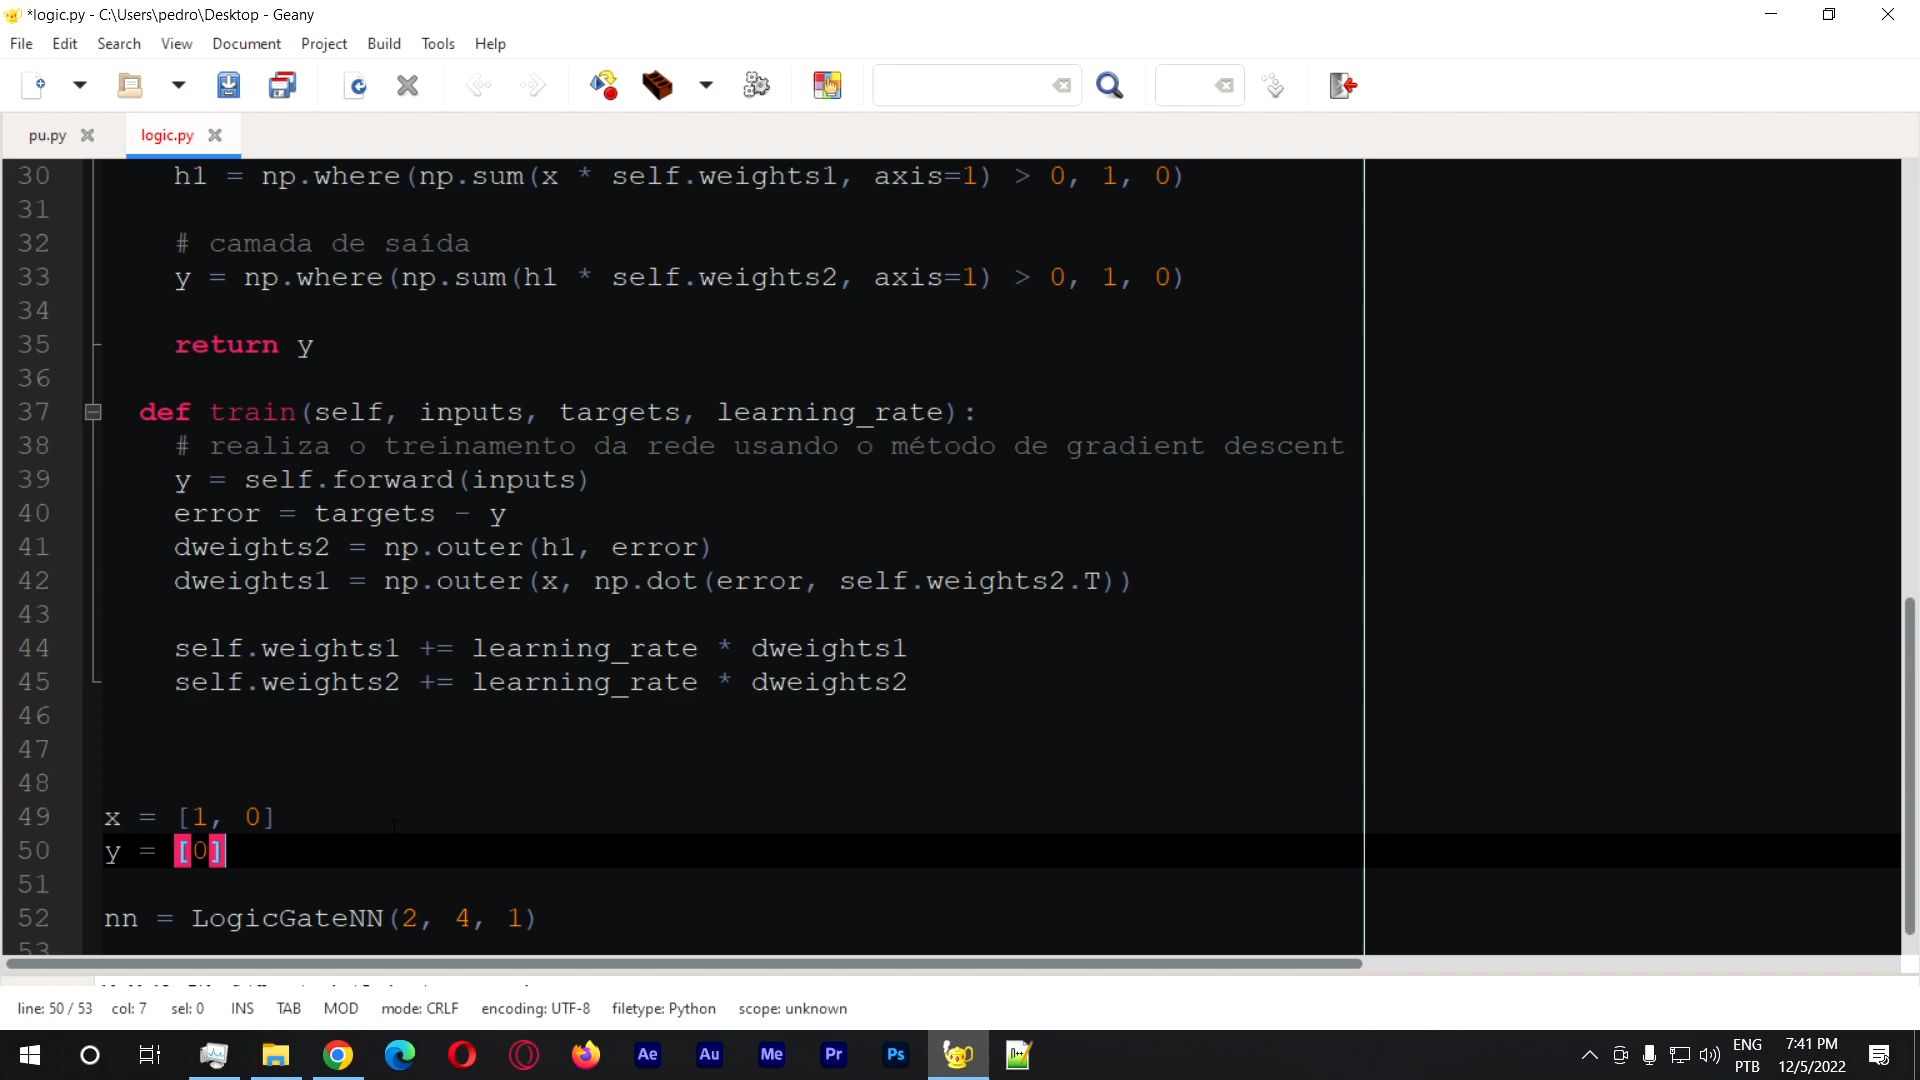 *logic.py - C:\Users\pedro\Desktop - Geany
File Edit Search View Document Project Build Tools Help
pu.py logic.py
30 h1 = np.where(np.sum(x * self.weights1, axis=1) > 0, 1, 0)
31
32 # camada de saída
33 y = np.where(np.sum(h1 * self.weights2, axis=1) > 0, 1, 0)
34
35 return y
36
37 def train(self, inputs, targets, learning_rate):
38 # realiza o treinamento da rede usando o método de gradient descent
39 y = self.forward(inputs)
40 error = targets - y
41 dweights2 = np.outer(h1, error)
42 dweights1 = np.outer(x, np.dot(error, self.weights2.T))
43
44 self.weights1 += learning_rate * dweights1
45 self.weights2 += learning_rate * dweights2
46
47
48
49 x = [1, 0]
50 y = [0]
51
52 nn = LogicGateNN(2, 4, 1)
53
line: 50 / 53 col: 7 sel: 0 INS TAB MOD mode: CRLF encoding: UTF-8 filetype: Python scope: unknown
Ae Au Me Pr Ps
ENG 7:41 PM
PTB 12/5/2022